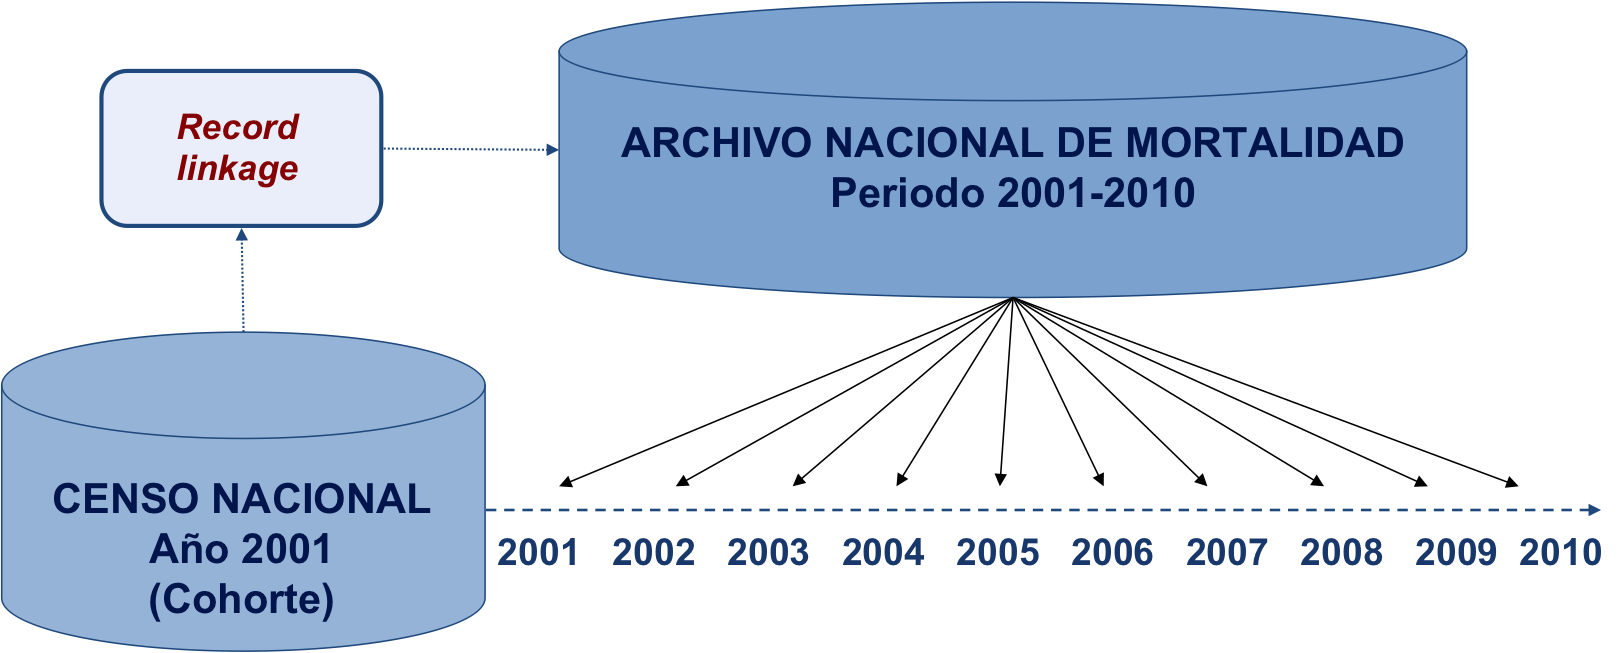 Record
linkage
ARCHIVO NACIONAL DE MORTALIDAD
Periodo 2001-2010
CENSO NACIONAL
Año 2001
(Cohorte)
2001 2002 2003 2004 2005 2006 2007 2008 2009 2010